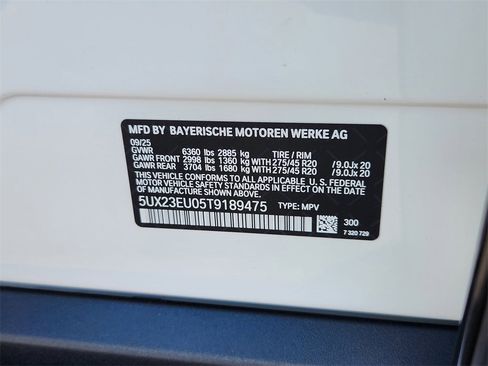 MFD BY BAYERISCHE MOTOREN WERKE AG
09/25
GVWR 6360 lbs 2885 kg TIRE / RIM
GAWR FRONT 2998 lbs 1360 kg WITH 275/45 R20 /9.0Jx 20
GAWR REAR 3704 lbs 1680 kg WITH 275/45 R20 /9.0Jx 20
THIS VEHICLE CONFORMS TO ALL APPLICABLE U.S. FEDERAL
MOTOR VEHICLE SAFETY STANDARDS IN EFFECT ON THE DATE OF
MANUFACTURE SHOWN ABOVE.
5UX23EU05T9189475 TYPE: MPV
300
7 320 729